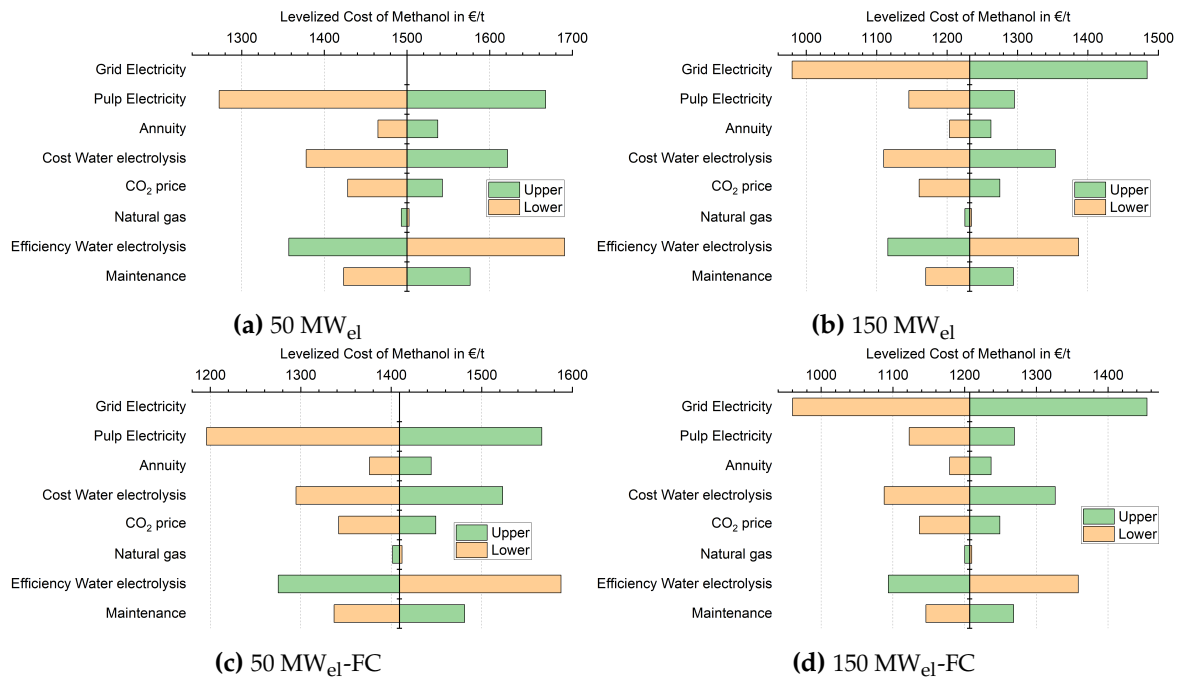 Levelized Cost of Methanol in €/t
1300 1400 1500 1600 1700
Grid Electricity
Pulp Electricity
Annuity
Cost Water electrolysis
CO2 price
Natural gas
Efficiency Water electrolysis
Maintenance
Upper
Lower
(a) 50 MWel
Levelized Cost of Methanol in €/t
1000 1100 1200 1300 1400 1500
Grid Electricity
Pulp Electricity
Annuity
Cost Water electrolysis
CO2 price
Natural gas
Efficiency Water electrolysis
Maintenance
Upper
Lower
(b) 150 MWel
Levelized Cost of Methanol in €/t
1200 1300 1400 1500 1600
Grid Electricity
Pulp Electricity
Annuity
Cost Water electrolysis
CO2 price
Natural gas
Efficiency Water electrolysis
Maintenance
Upper
Lower
(c) 50 MWel-FC
Levelized Cost of Methanol in €/t
1000 1100 1200 1300 1400
Grid Electricity
Pulp Electricity
Annuity
Cost Water electrolysis
CO2 price
Natural gas
Efficiency Water electrolysis
Maintenance
Upper
Lower
(d) 150 MWel-FC